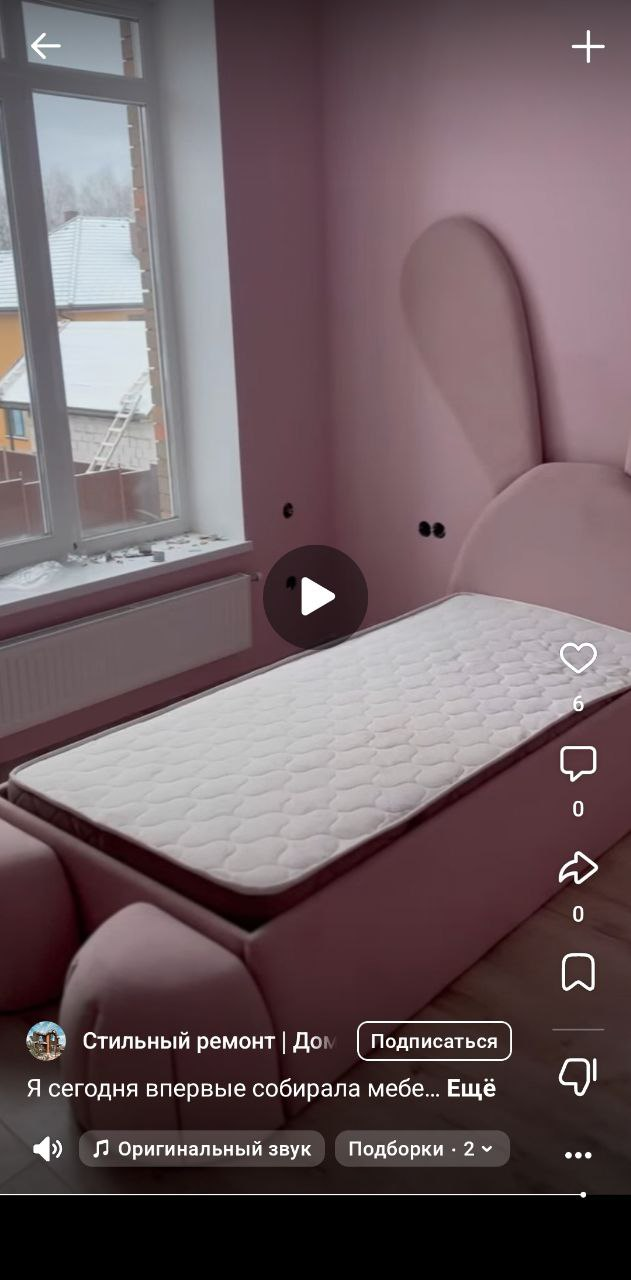 6
0
0
Стильный ремонт | Дом
Подписаться
Я сегодня впервые собирала мебе... Ещё
Оригинальный звук
Подборки · 2